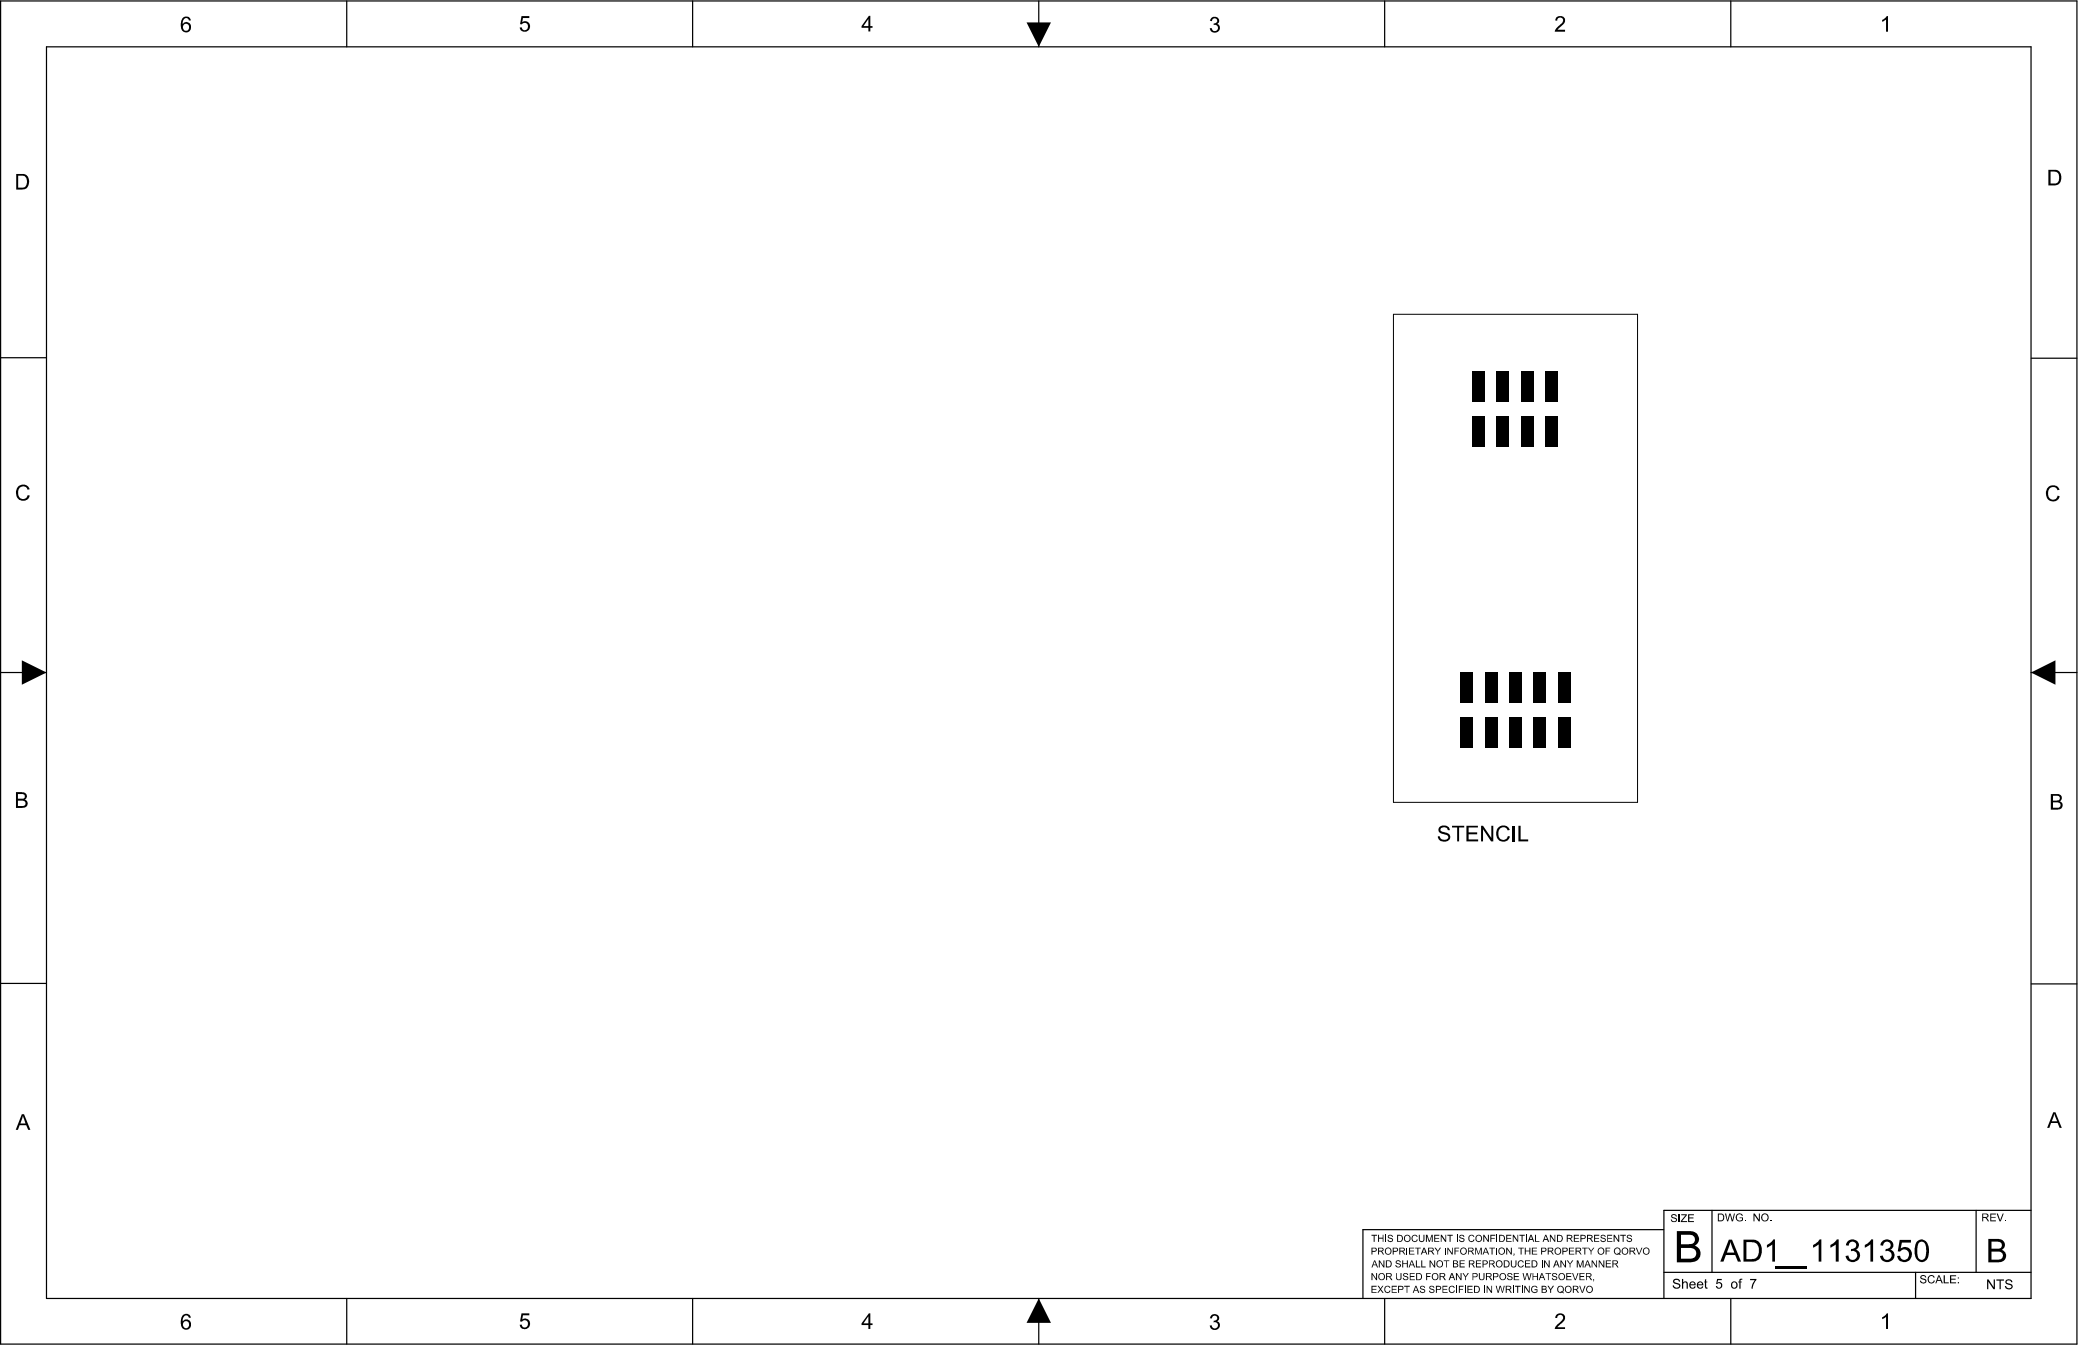 6 5 4 3 2 1
D D
C C
B B
STENCIL
A A
THIS DOCUMENT IS CONFIDENTIAL AND REPRESENTS
PROPRIETARY INFORMATION, THE PROPERTY OF QORVO
AND SHALL NOT BE REPRODUCED IN ANY MANNER
NOR USED FOR ANY PURPOSE WHATSOEVER,
EXCEPT AS SPECIFIED IN WRITING BY QORVO
SIZE DWG. NO. REV.
B AD1__1131350 B
Sheet 5 of 7 SCALE: NTS
6 5 4 3 2 1